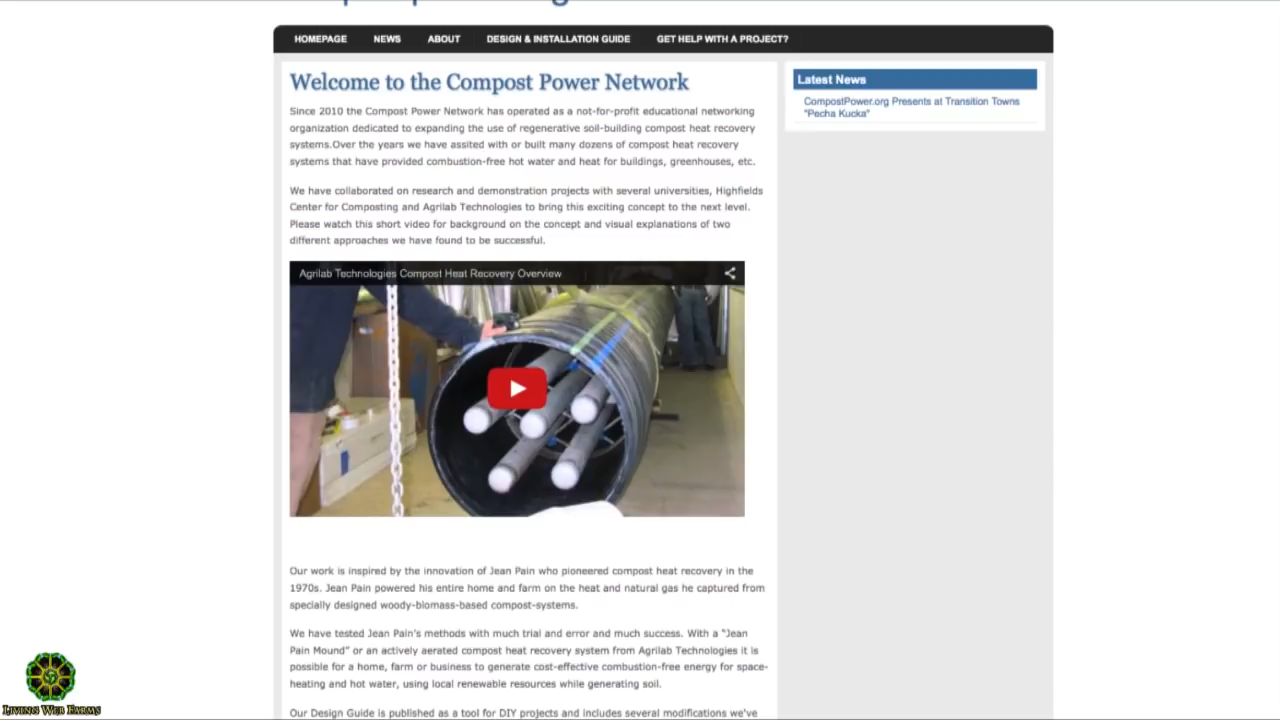 HOMEPAGE NEWS ABOUT DESIGN & INSTALLATION GUIDE GET HELP WITH A PROJECT?
Welcome to the Compost Power Network
Since 2010 the Compost Power Network has operated as a not-for-profit educational networking
organization dedicated to expanding the use of regenerative soil-building compost heat recovery
systems.Over the years we have assited with or built many dozens of compost heat recovery
systems that have provided combustion-free hot water and heat for buildings, greenhouses, etc.
We have collaborated on research and demonstration projects with several universities, Highfields
Center for Composting and Agrilab Technologies to bring this exciting concept to the next level.
Please watch this short video for background on the concept and visual explanations of two
different approaches we have found to be successful.
Agrilab Technologies Compost Heat Recovery Overview
Our work is inspired by the innovation of Jean Pain who pioneered compost heat recovery in the
1970s. Jean Pain powered his entire home and farm on the heat and natural gas he captured from
specially designed woody-biomass-based compost-systems.
We have tested Jean Pain's methods with much trial and error and much success. With a "Jean
Pain Mound" or an actively aerated compost heat recovery system from Agrilab Technologies it is
possible for a home, farm or business to generate cost-effective combustion-free energy for space-
heating and hot water, using local renewable resources while generating soil.
Our Design Guide is published as a tool for DIY projects and includes several modifications we've
Latest News
CompostPower.org Presents at Transition Towns
"Pecha Kucka"
Living Web Farms